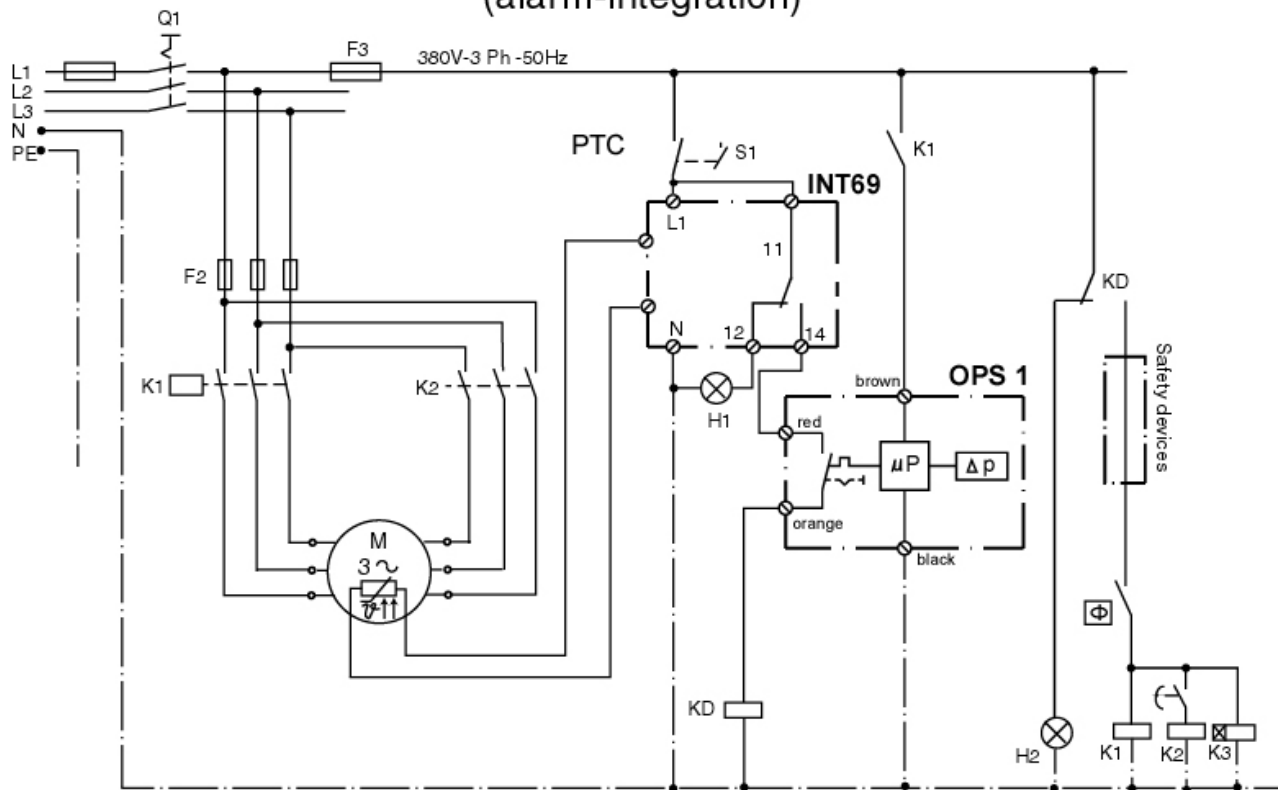 (alarm-integration)
Q1
F3
380V-3 Ph -50Hz
L1
L2
L3
N
PE
PTC
S1
K1
INT69
L1
11
KD
F2
N
12
14
Safety devices
K1
K2
H1
brown
OPS 1
red
μP
Δp
orange
black
M
3 ~
ϑ
Φ
KD
H2
K1
K2
K3